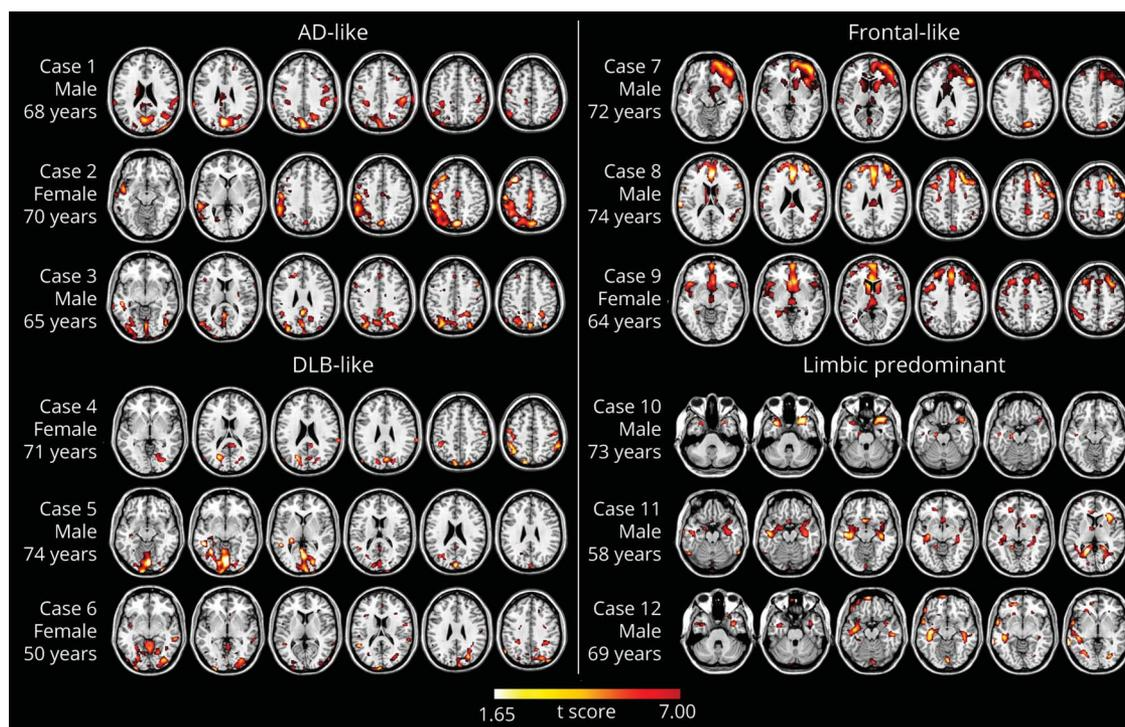 AD-like
Case 1
Male
68 years
Case 2
Female
70 years
Case 3
Male
65 years
DLB-like
Case 4
Female
71 years
Case 5
Male
74 years
Case 6
Female
50 years
Frontal-like
Case 7
Male
72 years
Case 8
Male
74 years
Case 9
Female
64 years
Limbic predominant
Case 10
Male
73 years
Case 11
Male
58 years
Case 12
Male
69 years
1.65 t score 7.00